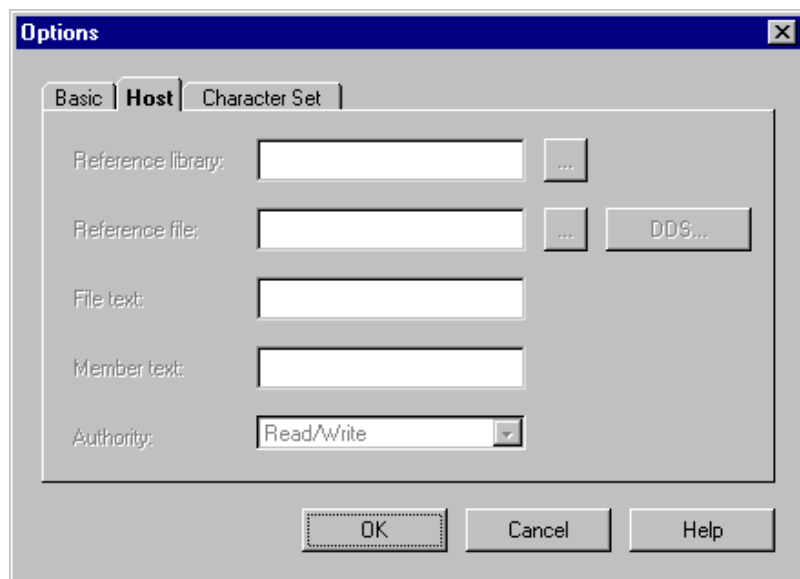 Options
Basic Host Character Set
Reference library: ...
Reference file: ... DDS...
File text:
Member text:
Authority: Read/Write
OK Cancel Help